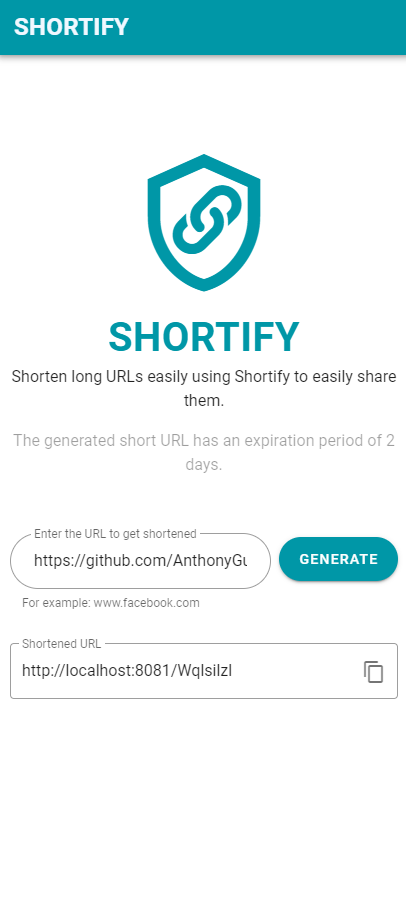 SHORTIFY
SHORTIFY
Shorten long URLs easily using Shortify to easily share
them.
The generated short URL has an expiration period of 2
days.
Enter the URL to get shortened
https://github.com/AnthonyGu
GENERATE
For example: www.facebook.com
Shortened URL
http://localhost:8081/WqIsiIzI